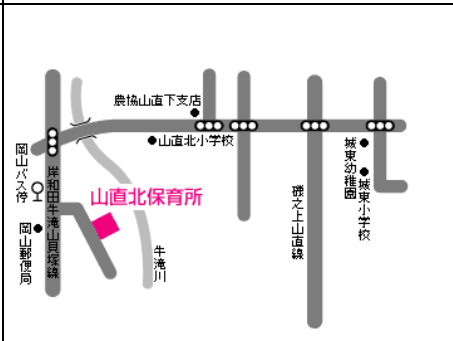 農協山直下支店
山直北小学校
岡山バス停
岸和田牛滝山貝塚線
山直北保育所
岡山郵便局
牛滝川
磯之上山直線
城東幼稚園
城東小学校